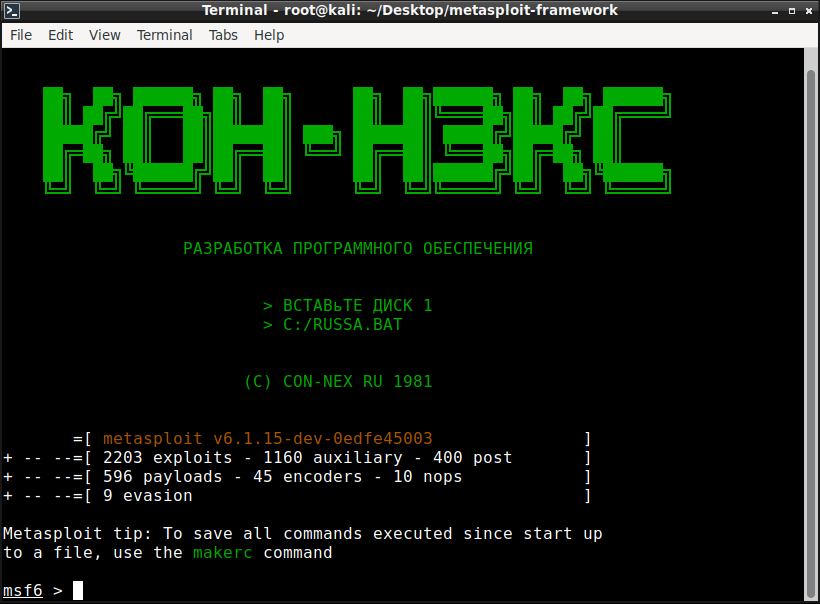 Terminal - root@kali: ~/Desktop/metasploit-framework
File Edit View Terminal Tabs Help
КОН-НЭКС
РАЗРАБОТКА ПРОГРАММНОГО ОБЕСПЕЧЕНИЯ
> ВСТАВьТЕ ДИСК 1
> C:/RUSSA.BAT
(C) CON-NEX RU 1981
=[ metasploit v6.1.15-dev-0edfe45003 ]
+ -- --=[ 2203 exploits - 1160 auxiliary - 400 post ]
+ -- --=[ 596 payloads - 45 encoders - 10 nops ]
+ -- --=[ 9 evasion ]
Metasploit tip: To save all commands executed since start up
to a file, use the makerc command
msf6 >